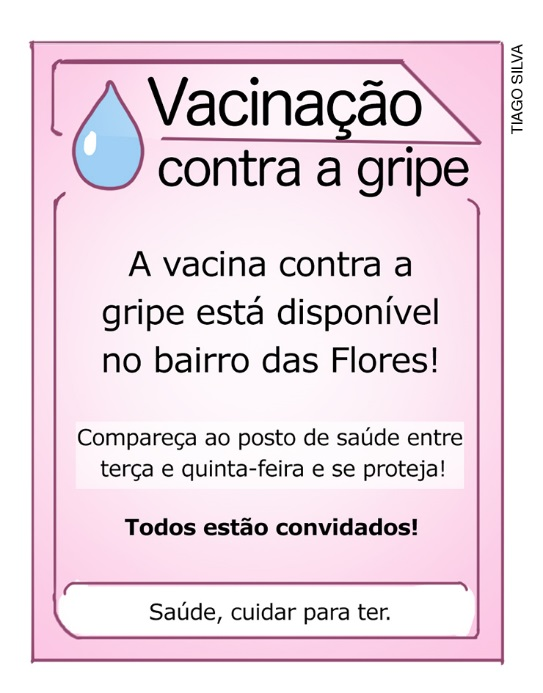 Vacinação
contra a gripe
A vacina contra a
gripe está disponível
no bairro das Flores!
Compareça ao posto de saúde entre
terça e quinta-feira e se proteja!
Todos estão convidados!
Saúde, cuidar para ter.
TIAGO SILVA